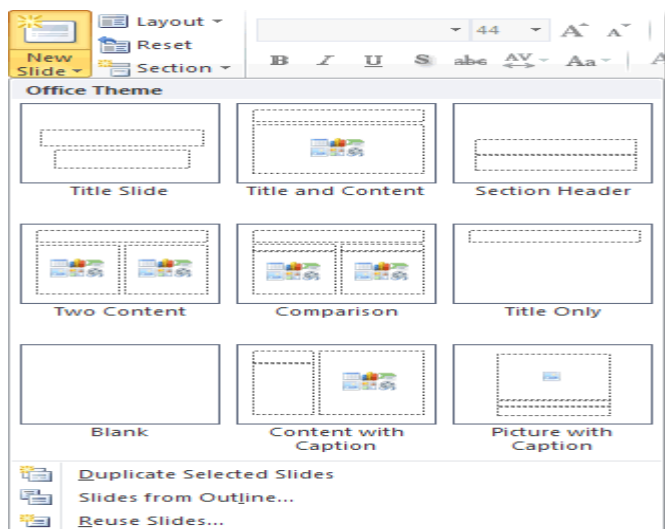 Layout
Reset
New Slide
Section
44 A A
B I U S abc AV Aa A
Office Theme
Title Slide
Title and Content
Section Header
Two Content
Comparison
Title Only
Blank
Content with
Caption
Picture with
Caption
Duplicate Selected Slides
Slides from Outline...
Reuse Slides...